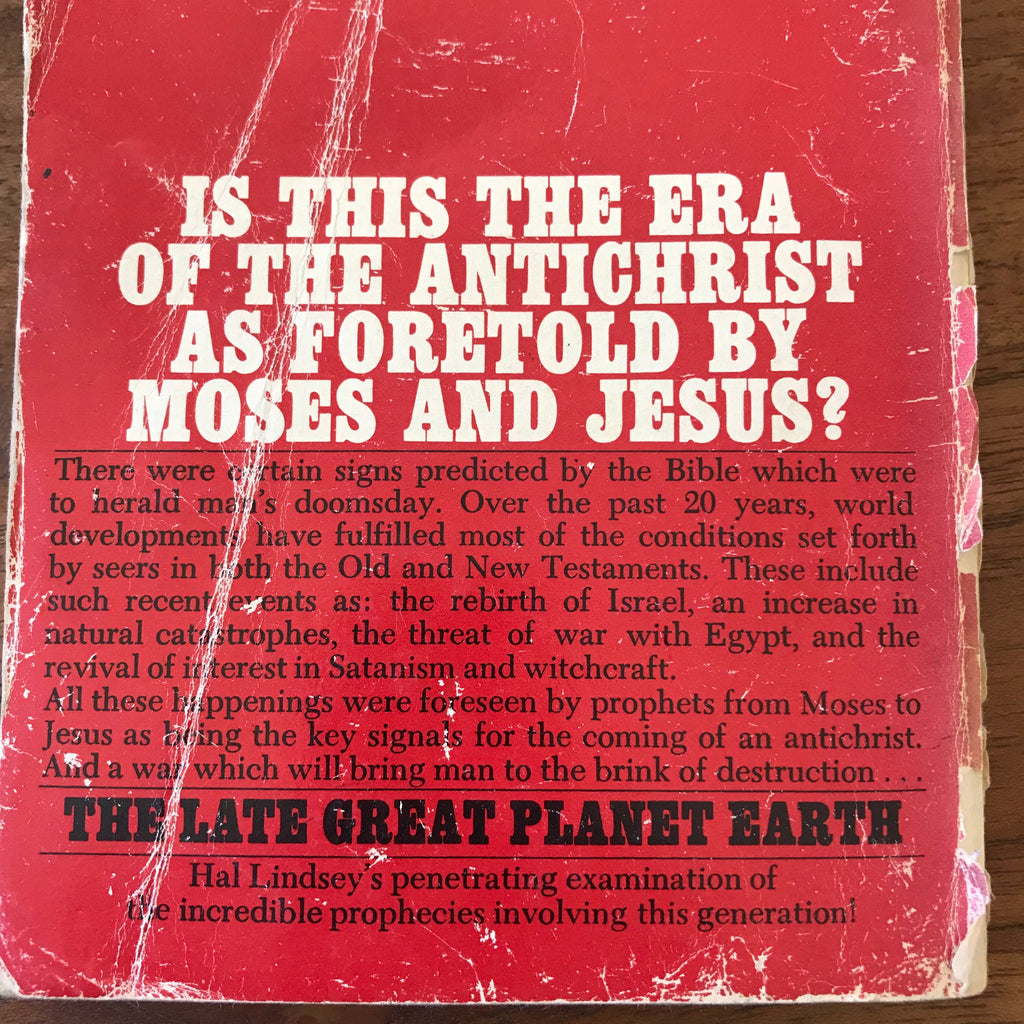 IS THIS THE ERA
OF THE ANTICHRIST
AS FORETOLD BY
MOSES AND JESUS?
There were certain signs predicted by the Bible which were
to herald man's doomsday. Over the past 20 years, world
developments have fulfilled most of the conditions set forth
by seers in both the Old and New Testaments. These include
such recent events as: the rebirth of Israel, an increase in
natural catastrophes, the threat of war with Egypt, and the
revival of interest in Satanism and witchcraft.
All these happenings were foreseen by prophets from Moses to
Jesus as being the key signals for the coming of an antichrist.
And a war which will bring man to the brink of destruction...
THE LATE GREAT PLANET EARTH
Hal Lindsey's penetrating examination of
the incredible prophecies involving this generation!